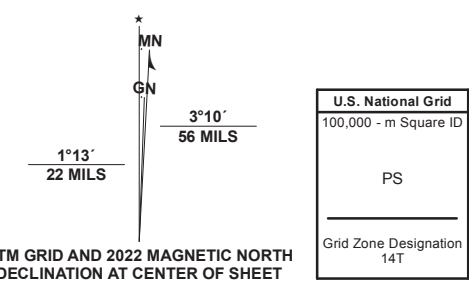 MN
GN
3°10´
56 MILS
1°13´
22 MILS
TM GRID AND 2022 MAGNETIC NORTH
DECLINATION AT CENTER OF SHEET
U.S. National Grid
100,000 - m Square ID
PS
Grid Zone Designation
14T